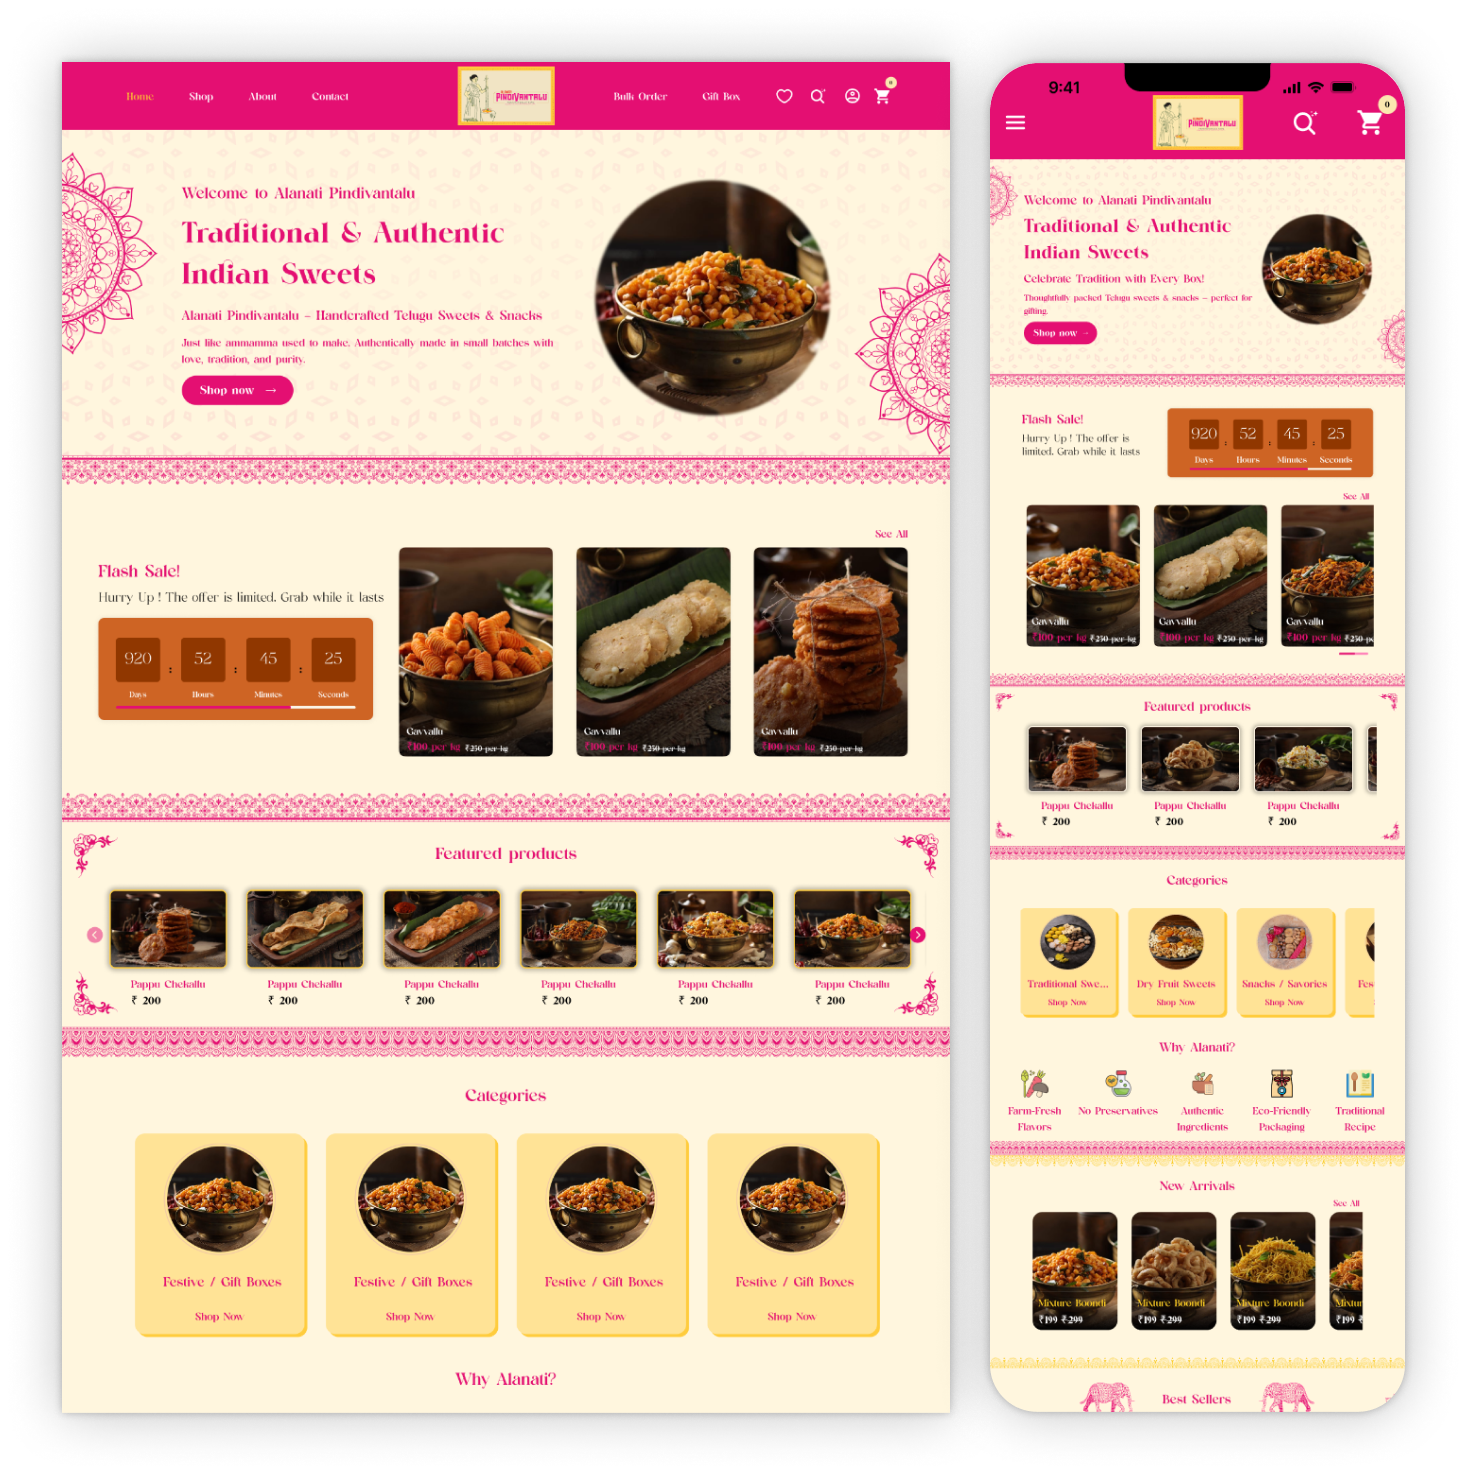 Home
Shop
About
Contact
PINDIVANTALU
Bulk Order
Gift Box
0
Welcome to Alanati Pindivantalu
Traditional & Authentic
Indian Sweets
Alanati Pindivantalu – Handcrafted Telugu Sweets & Snacks
Just like ammamma used to make. Authentically made in small batches with
love, tradition, and purity.
Shop now →
See All
Flash Sale!
Hurry Up ! The offer is limited. Grab while it lasts
920 : 52 : 45 : 25
Days Hours Minutes Seconds
Gavvallu
₹100 per kg ₹250 per kg
Gavvallu
₹100 per kg ₹250 per kg
Gavvallu
₹100 per kg ₹250 per kg
Featured products
Pappu Chekallu
₹ 200
Pappu Chekallu
₹ 200
Pappu Chekallu
₹ 200
Pappu Chekallu
₹ 200
Pappu Chekallu
₹ 200
Pappu Chekallu
₹ 200
Categories
Festive / Gift Boxes
Shop Now
Festive / Gift Boxes
Shop Now
Festive / Gift Boxes
Shop Now
Festive / Gift Boxes
Shop Now
Why Alanati?
9:41
PINDIVANTALU
0
Welcome to Alanati Pindivantalu
Traditional & Authentic
Indian Sweets
Celebrate Tradition with Every Box!
Thoughtfully packed Telugu sweets & snacks – perfect for
gifting.
Shop now →
Flash Sale!
Hurry Up ! The offer is
limited. Grab while it lasts
920 : 52 : 45 : 25
Days Hours Minutes Seconds
See All
Gavvallu
₹100 per kg ₹250 per kg
Gavvallu
₹100 per kg ₹250 per kg
Gavvallu
₹100 per kg ₹250 pe
Featured products
Pappu Chekallu
₹ 200
Pappu Chekallu
₹ 200
Pappu Chekallu
₹ 200
Categories
Traditional Swe...
Shop Now
Dry Fruit Sweets
Shop Now
Snacks / Savories
Shop Now
Fes
Why Alanati?
Farm-Fresh
Flavors
No Preservatives
Authentic
Ingredients
Eco-Friendly
Packaging
Traditional
Recipe
New Arrivals
See All
Mixture Boondi
₹199 ₹299
Mixture Boondi
₹199 ₹299
Mixture Boondi
₹199 ₹299
Mixtur
₹199
Best Sellers